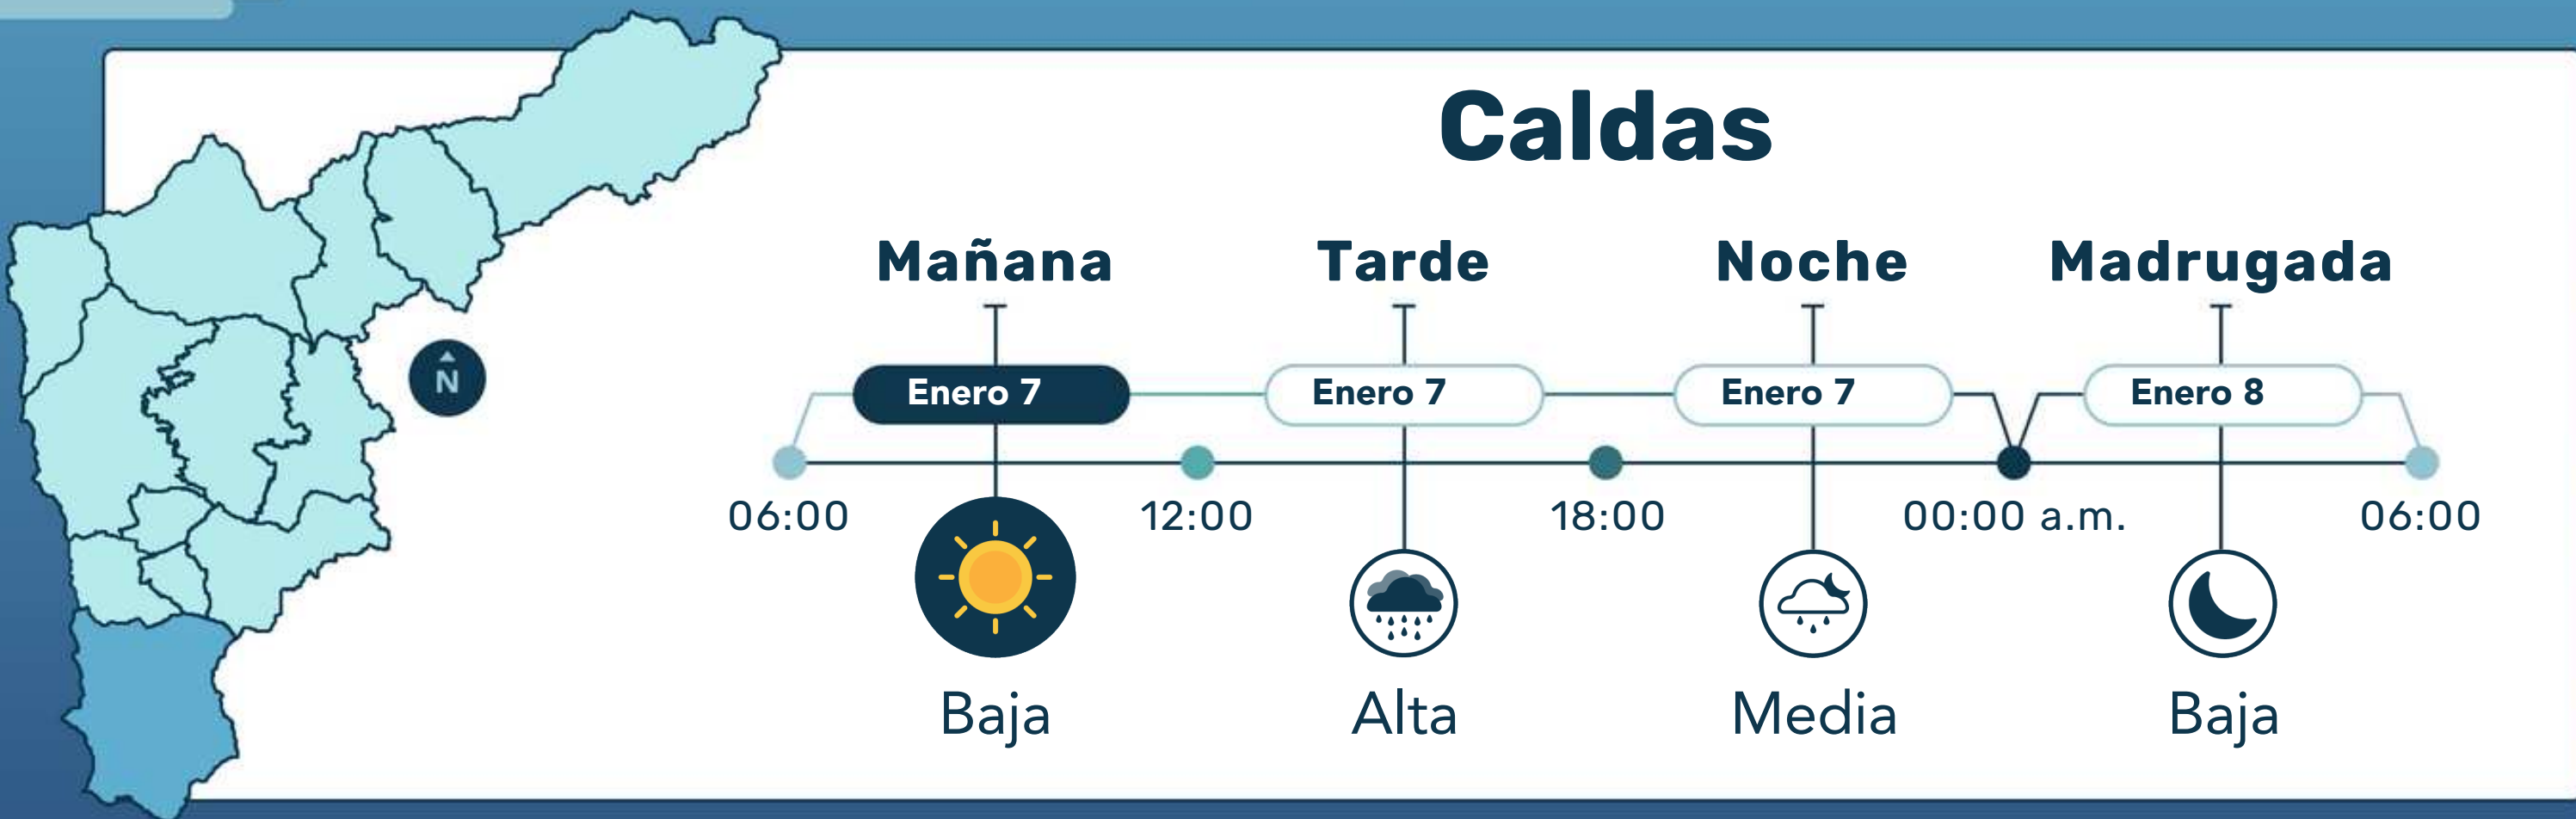 Caldas
Mañana Tarde Noche Madrugada
Enero 7 Enero 7 Enero 7 Enero 8
N
06:00 12:00 18:00 00:00 a.m. 06:00
Baja Alta Media Baja